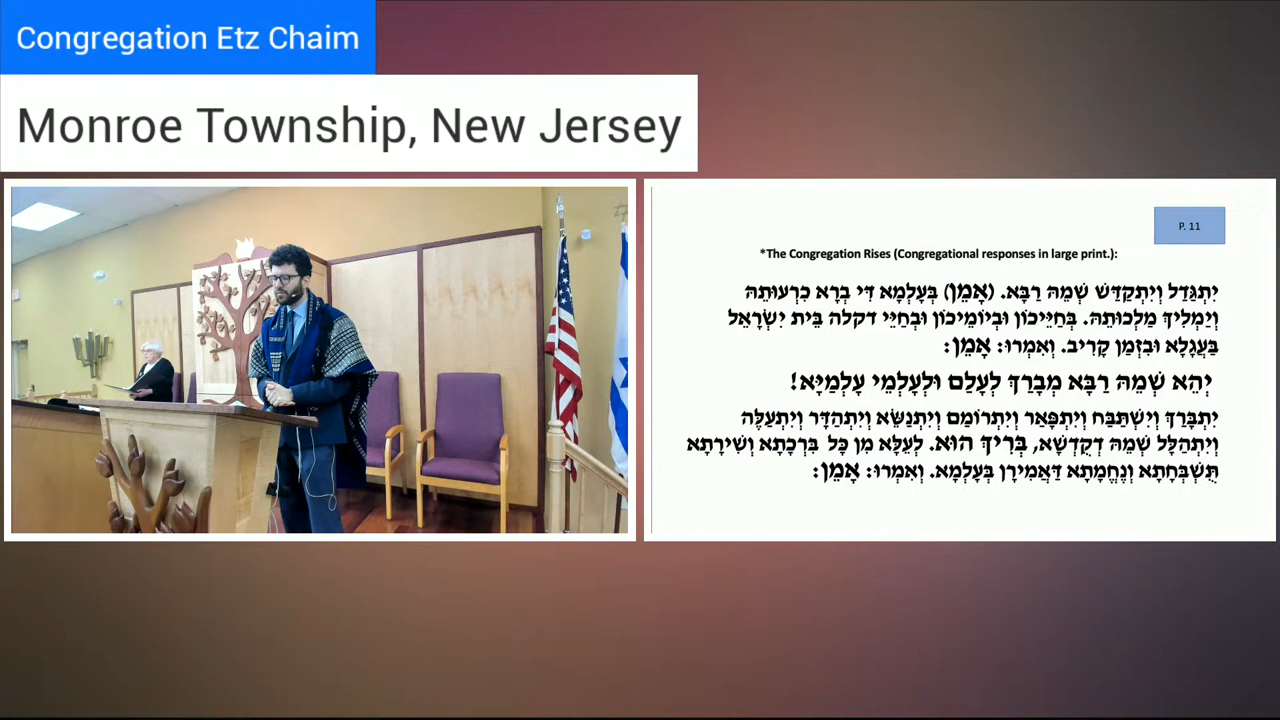 Congregation Etz Chaim
Monroe Township, New Jersey
P. 11
*The Congregation Rises (Congregational responses in large print.):
יִתְגַּדַּל וְיִתְקַדַּשׁ שְׁמֵהּ רַבָּא. (אָמֵן) בְּעָלְמָא דִּי בְרָא כִרְעוּתֵהּ
וְיַמְלִיךְ מַלְכוּתֵהּ. בְּחַיֵּיכוֹן וּבְיוֹמֵיכוֹן וּבְחַיֵּי דקלה בֵּית יִשְׂרָאֵל
בַּעֲגָלָא וּבִזְמַן קָרִיב. וְאִמְרוּ: אָמֵן:
יְהֵא שְׁמֵהּ רַבָּא מְבָרַךְ לְעָלַם וּלְעָלְמֵי עָלְמַיָּא!
יִתְבָּרַךְ וְיִשְׁתַּבַּח וְיִתְפָּאַר וְיִתְרוֹמַם וְיִתְנַשֵּׂא וְיִתְהַדָּר וְיִתְעַלֶּה
וְיִתְהַלָּל שְׁמֵהּ דְקֻדְשָׁא, בְּרִיךְ הוּא. לְעֵלָּא מִן כָּל בִּרְכָתָא וְשִׁירָתָא
תֻּשְׁבְּחָתָא וְנֶחֱמָתָא דַּאֲמִירָן בְּעָלְמָא. וְאִמְרוּ: אָמֵן: